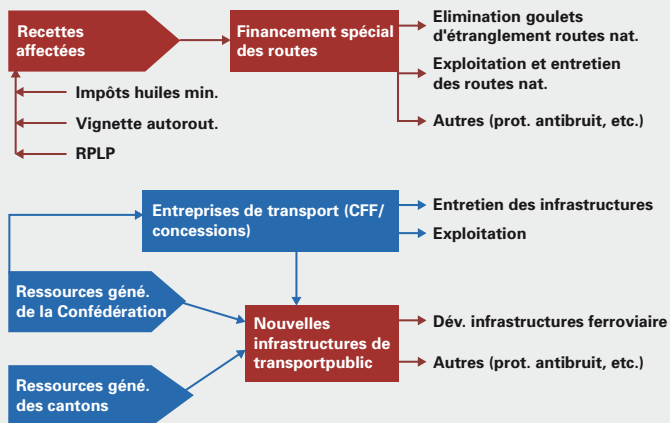 Recettes
affectées
Financement spécial
des routes
Elimination goulets
d'étranglement routes nat.
Exploitation et entretien
des routes nat.
Autres (prot. antibruit, etc.)
Impôts huiles min.
Vignette autorout.
RPLP
Entreprises de transport (CFF/
concessions)
Entretien des infrastructures
Exploitation
Ressources géné.
de la Confédération
Nouvelles
infrastructures de
transportpublic
Dév. infrastructures ferroviaire
Autres (prot. antibruit, etc.)
Ressources géné.
des cantons